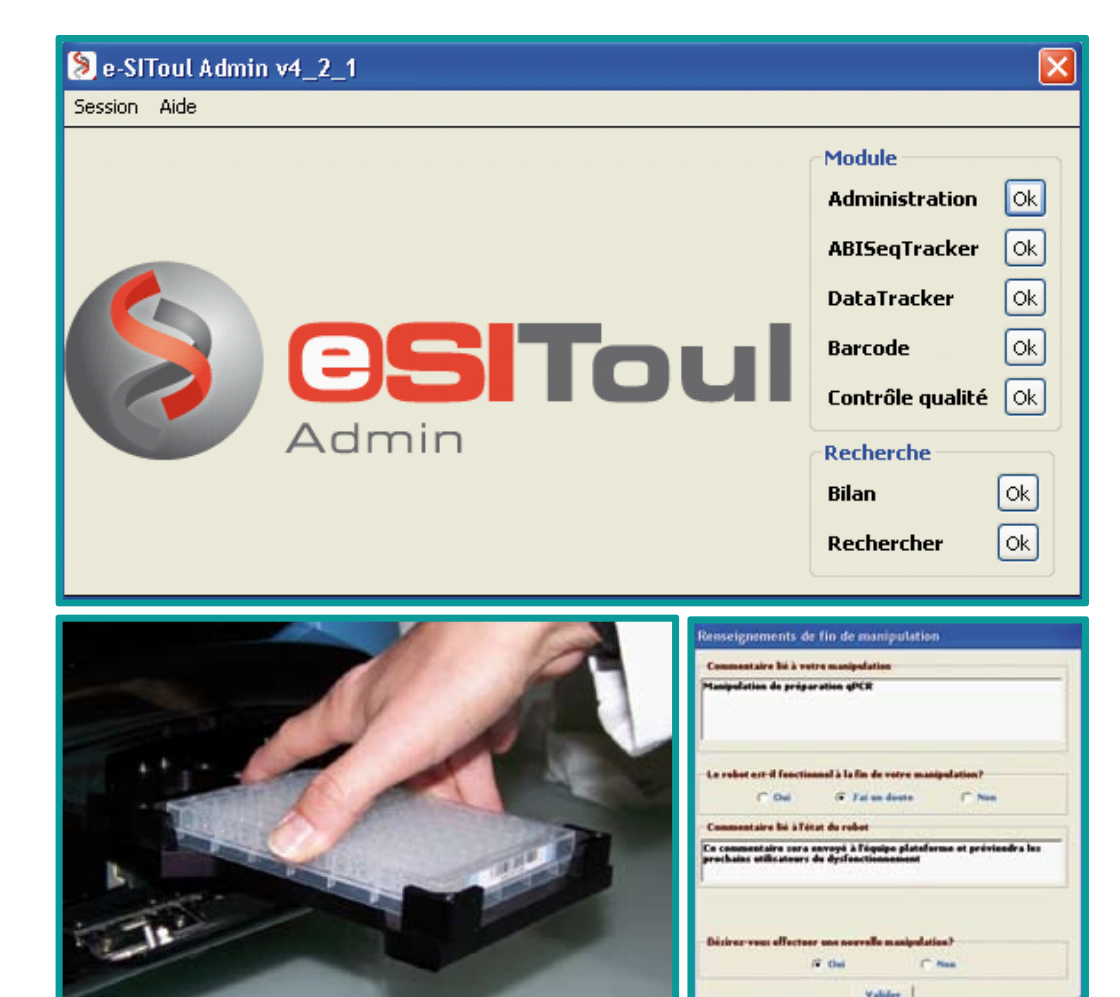 e-SIToul Admin v4_2_1
Session Aide
Module
Administration Ok
ABISeqTracker Ok
DataTracker Ok
Barcode Ok
Contrôle qualité Ok
eSIToul
Admin
Recherche
Bilan Ok
Rechercher Ok
Renseignements de fin de manipulation
Commentaire lié à votre manipulation
Manipulation de préparation qPCR
Le robot est-il fonctionnel à la fin de votre manipulation?
Oui J'ai un doute Non
Commentaire lié à l'état du robot
Ce commentaire sera envoyé à l'équipe plateforme et préviendra les
prochains utilisateurs du dysfonctionnement
Désirez-vous effectuer une nouvelle manipulation?
Oui Non
Valider